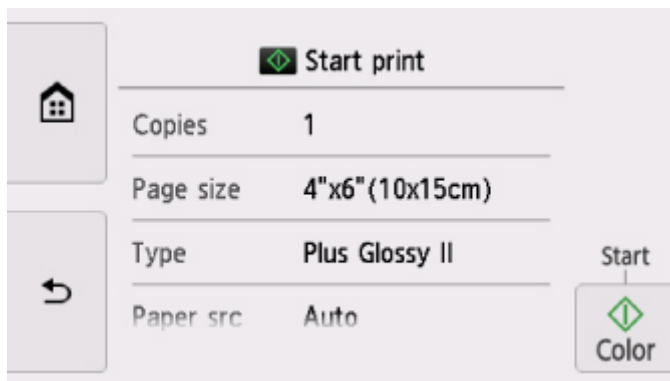 Start print
Copies 1
Page size 4"x6"(10x15cm)
Type Plus Glossy II
Paper src Auto
Start
Color